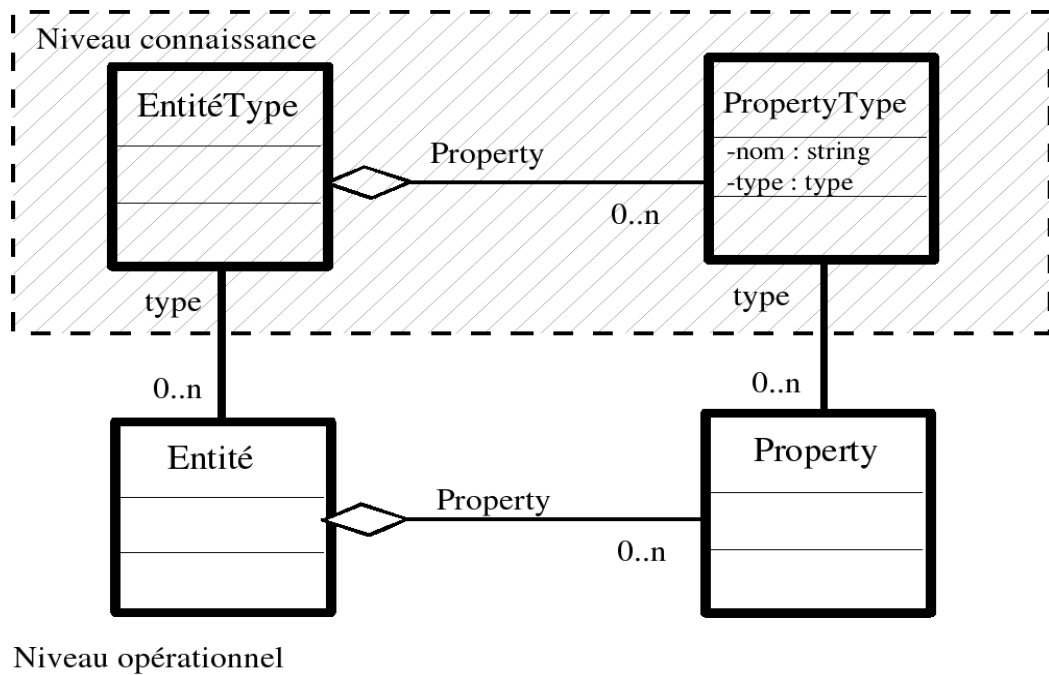 Niveau connaissance
EntitéType
PropertyType
-nom : string
-type : type
Property
0..n
type
type
0..n
0..n
Entité
Property
Property
0..n
Niveau opérationnel